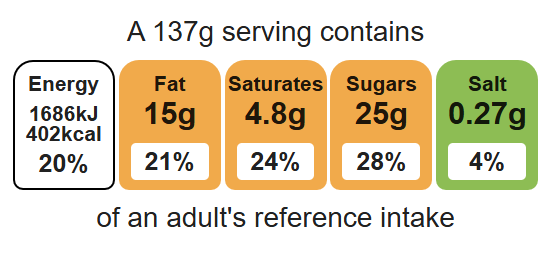 A 137g serving contains
Energy
1686kJ
402kcal
20%
Fat
15g
21%
Saturates
4.8g
24%
Sugars
25g
28%
Salt
0.27g
4%
of an adult's reference intake